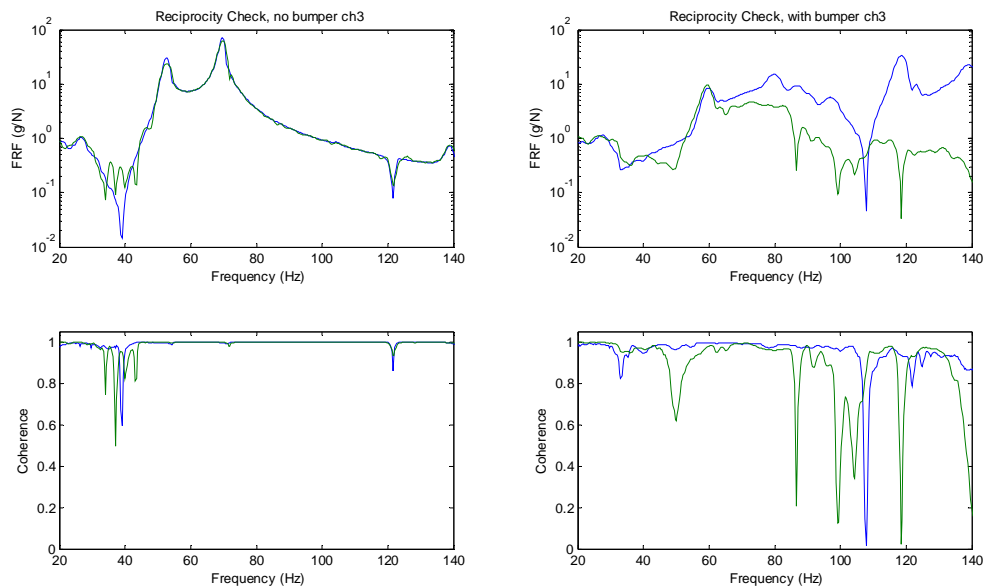 Reciprocity Check, no bumper ch3
10^2
10^1
10^0
10^-1
10^-2
FRF (g/N)
20 40 60 80 100 120 140
Frequency (Hz)
Reciprocity Check, with bumper ch3
10^2
10^1
10^0
10^-1
10^-2
FRF (g/N)
20 40 60 80 100 120 140
Frequency (Hz)
1
0.8
0.6
0.4
0.2
0
Coherence
20 40 60 80 100 120 140
Frequency (Hz)
1
0.8
0.6
0.4
0.2
0
Coherence
20 40 60 80 100 120 140
Frequency (Hz)